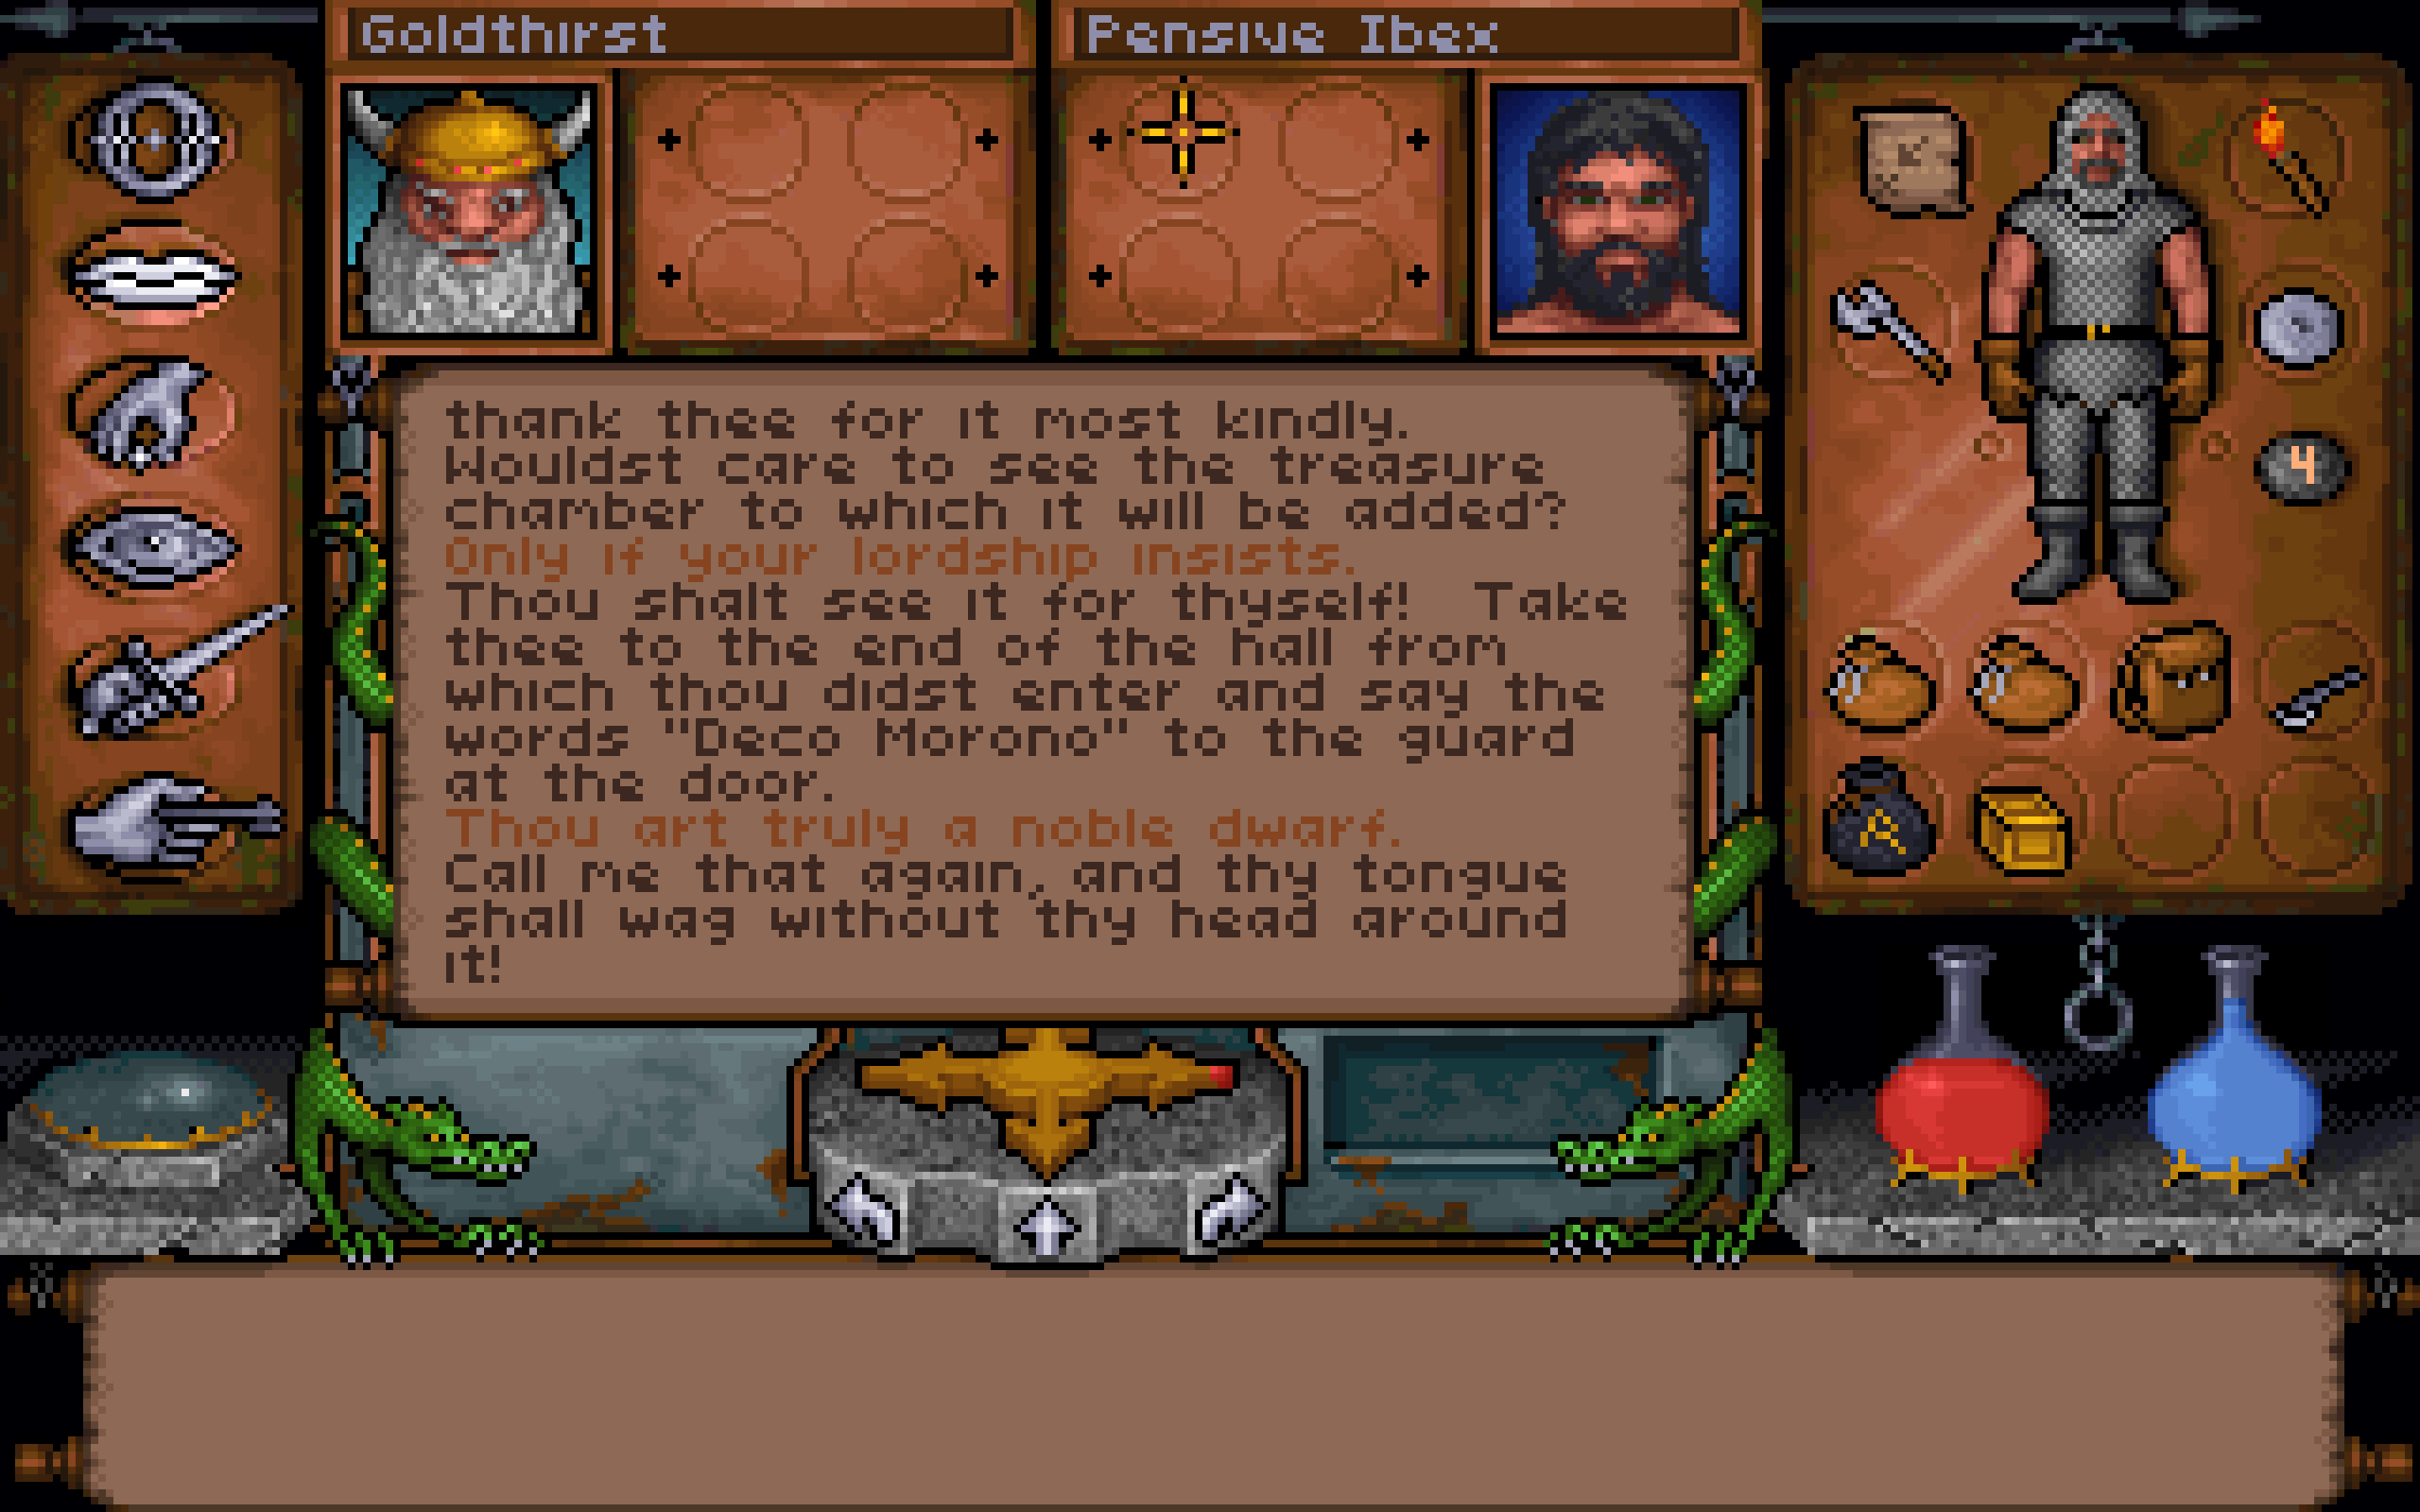 Goldthirst
Pensive Ibex
thank thee for it most kindly.
Wouldst care to see the treasure
chamber to which it will be added?
Only if your lordship insists.
Thou shalt see it for thyself!  Take
thee to the end of the hall from
which thou didst enter and say the
words "Deco Morono" to the guard
at the door.
Thou art truly a noble dwarf.
Call me that again, and thy tongue
shall wag without thy head around
it!
4
A